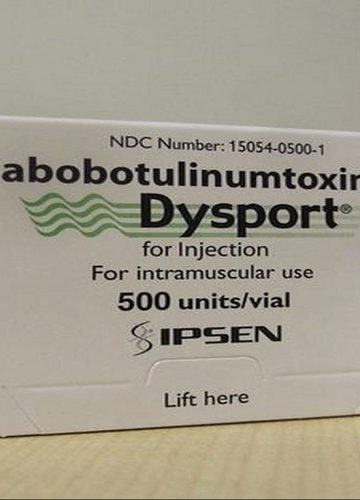 NDC Number: 15054-0500-1
abobotulinumtoxin
Dysport®
for Injection
For intramuscular use
500 units/vial
IPSEN
Lift here